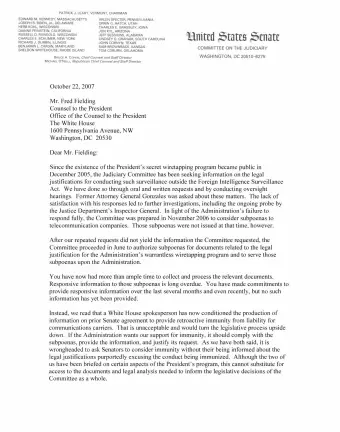 PATRICK J. LEAHY, VERMONT, CHAIRMAN
EDWARD M. KENNEDY, MASSACHUSETTS
JOSEPH R. BIDEN, JR., DELAWARE
HERB KOHL, WISCONSIN
DIANNE FEINSTEIN, CALIFORNIA
RUSSELL D. FEINGOLD, WISCONSIN
CHARLES E. SCHUMER, NEW YORK
RICHARD J. DURBIN, ILLINOIS
BENJAMIN L. CARDIN, MARYLAND
SHELDON WHITEHOUSE, RHODE ISLAND
ARLEN SPECTER, PENNSYLVANIA
ORRIN G. HATCH, UTAH
CHARLES E. GRASSLEY, IOWA
JON KYL, ARIZONA
JEFF SESSIONS, ALABAMA
LINDSEY O. GRAHAM, SOUTH CAROLINA
JOHN CORNYN, TEXAS
SAM BROWNBACK, KANSAS
TOM COBURN, OKLAHOMA
United States Senate
COMMITTEE ON THE JUDICIARY
WASHINGTON, DC 20510-6275
October 22, 2007
Mr. Fred Fielding
Counsel to the President
Office of the Counsel to the President
The White House
1600 Pennsylvania Avenue, NW
Washington, DC 20530
Dear Mr. Fielding:
Since the existence of the President's secret wiretapping program became public in
December 2005, the Judiciary Committee has been seeking information on the legal
justifications for conducting such surveillance outside the Foreign Intelligence Surveillance
Act. We have done so through oral and written requests and by conducting oversight
hearings. Former Attorney General Gonzales was asked about these matters. The lack of
satisfaction with his responses led to further investigations, including the ongoing probe by
the Justice Department's Inspector General. In light of the Administration's failure to
respond fully, the Committee was prepared in November 2006 to consider subpoenas to
telecommunication companies. Those subpoenas were not issued at that time, however.
After our repeated requests did not yield the information the Committee requested, the
Committee proceeded in June to authorize subpoenas for documents related to the legal
justification for the Administration's warrantless wiretapping program and to serve those
subpoenas upon the Administration.
You have now had more than ample time to collect and process the relevant documents.
Responsive information to those subpoenas is long overdue. You have made commitments to
provide responsive information over the last several months and even recently, but no such
information has yet been provided.
Instead, we read that a White House spokesperson has now conditioned the production of
information on prior Senate agreement to provide retroactive immunity from liability for
communications carriers. That is unacceptable and would turn the legislative process upside
down. If the Administration wants our support for immunity, it should comply with the
subpoenas, provide the information, and justify its request. As we have both said, it is
wrongheaded to ask Senators to consider immunity without their being informed about the
legal justifications purportedly excusing the conduct being immunized. Although the two of
us have been briefed on certain aspects of the President's program, this cannot substitute for
access to the documents and legal analysis needed to inform the legislative decisions of the
Committee as a whole.